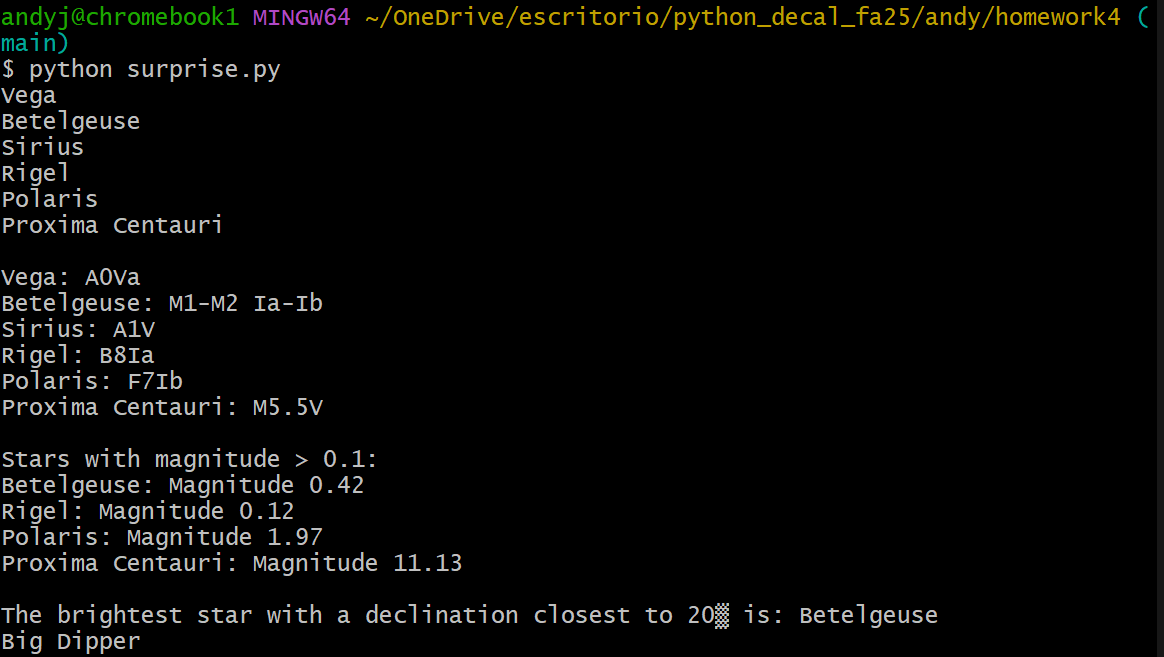 andyj@chromebook1 MINGW64 ~/OneDrive/escritorio/python_decal_fa25/andy/homework4 (
main)
$ python surprise.py
Vega
Betelgeuse
Sirius
Rigel
Polaris
Proxima Centauri

Vega: A0Va
Betelgeuse: M1-M2 Ia-Ib
Sirius: A1V
Rigel: B8Ia
Polaris: F7Ib
Proxima Centauri: M5.5V

Stars with magnitude > 0.1:
Betelgeuse: Magnitude 0.42
Rigel: Magnitude 0.12
Polaris: Magnitude 1.97
Proxima Centauri: Magnitude 11.13

The brightest star with a declination closest to 20▒ is: Betelgeuse
Big Dipper